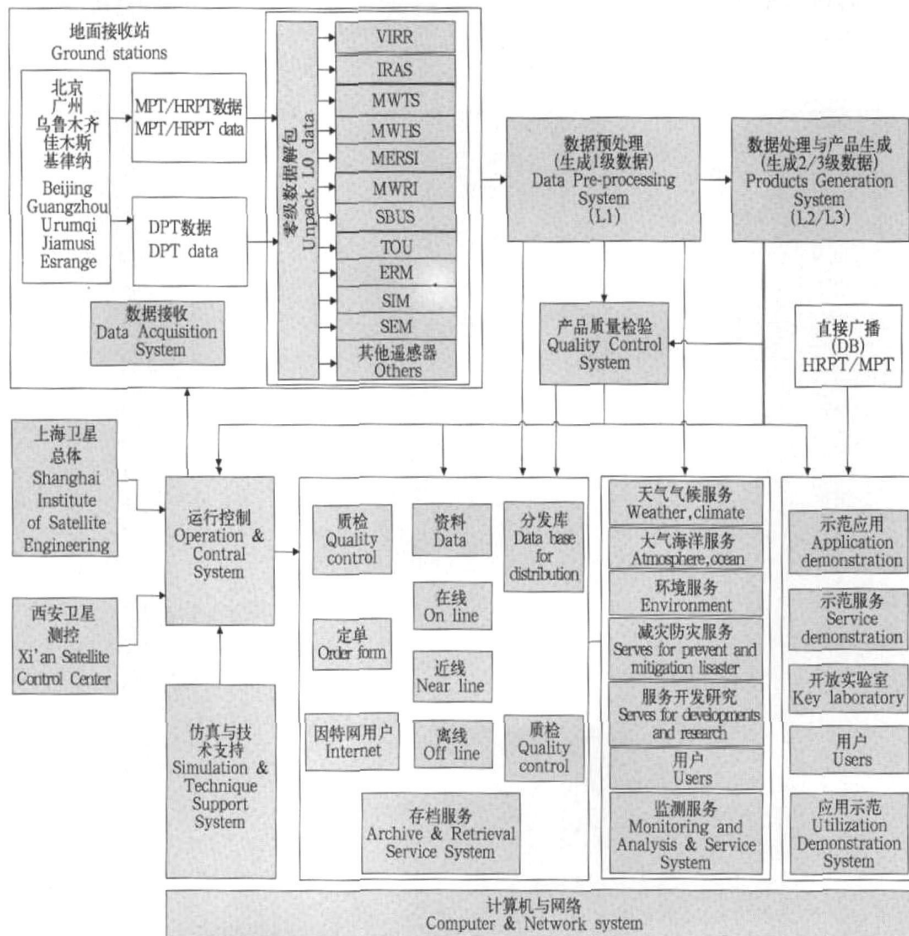 地面接收站
Ground stations
北京
广州
乌鲁木齐
佳木斯
基律纳
Beijing
Guangzhou
Urumqi
Jiamusi
Esrange
MPT/HRPT数据
MPT/HRPT data
DPT数据
DPT data
数据接收
Data Acquisition
System
零级数据解包
Unpack L0 data
VIRR
IRAS
MWTS
MWHS
MERSI
MWRI
SBUS
TOU
ERM
SIM
SEM
其他遥感器
Others
数据预处理
(生成1级数据)
Data Pre-processing
System
(L1)
数据处理与产品生成
(生成2/3级数据)
Products Generation
System
(L2/L3)
产品质量检验
Quality Control
System
直接广播
(DB)
HRPT/MPT
上海卫星
总体
Shanghai
Institute
of Satellite
Engineering
西安卫星
测控
Xi'an Satellite
Control Center
运行控制
Operation &
Contral
System
仿真与技
术支持
Simulation &
Technique
Support
System
质检
Quality
control
定单
Order form
因特网用户
Internet
资料
Data
在线
On line
近线
Near line
离线
Off line
分发库
Data base
for
distribution
质检
Quality
control
存档服务
Archive & Retrieval
Service System
天气气候服务
Weather,climate
大气海洋服务
Atmosphere,ocean
环境服务
Environment
减灾防灾服务
Serves for prevent and
mitigation lisaster
服务开发研究
Serves for developments
and research
用户
Users
监测服务
Monitoring and
Analysis & Service
System
示范应用
Application
demonstration
示范服务
Service
demonstration
开放实验室
Key laboratory
用户
Users
应用示范
Utilization
Demonstration
System
计算机与网络
Computer & Network system